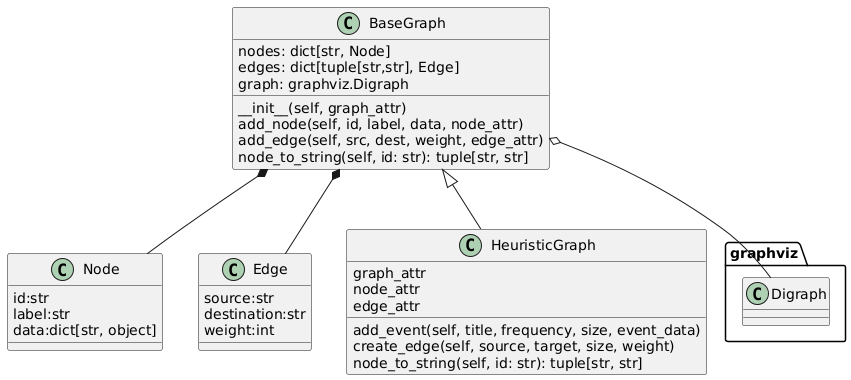 C BaseGraph
nodes: dict[str, Node]
edges: dict[tuple[str,str], Edge]
graph: graphviz.Digraph
__init__(self, graph_attr)
add_node(self, id, label, data, node_attr)
add_edge(self, src, dest, weight, edge_attr)
node_to_string(self, id: str): tuple[str, str]
C Node
id:str
label:str
data:dict[str, object]
C Edge
source:str
destination:str
weight:int
C HeuristicGraph
graph_attr
node_attr
edge_attr
add_event(self, title, frequency, size, event_data)
create_edge(self, source, target, size, weight)
node_to_string(self, id: str): tuple[str, str]
graphviz
C Digraph